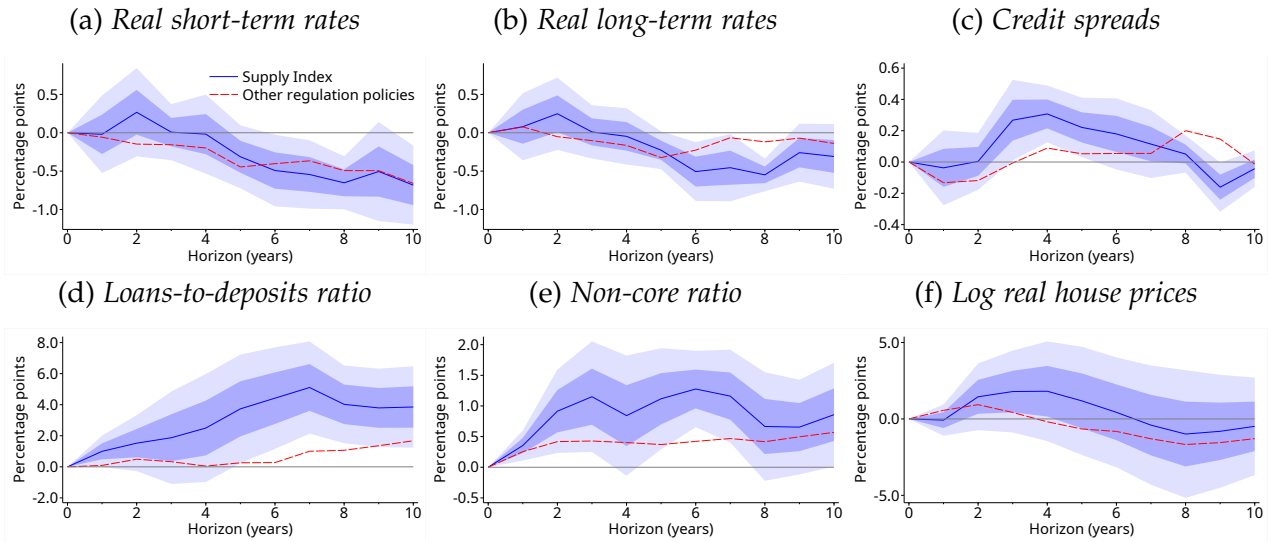 (a) Real short-term rates
Percentage points
0.5
0.0
-0.5
-1.0
Supply Index
Other regulation policies
0 2 4 6 8 10
Horizon (years)
(b) Real long-term rates
Percentage points
0.5
0.0
-0.5
-1.0
0 2 4 6 8 10
Horizon (years)
(c) Credit spreads
Percentage points
0.6
0.4
0.2
0.0
-0.2
-0.4
0 2 4 6 8 10
Horizon (years)
(d) Loans-to-deposits ratio
Percentage points
8.0
6.0
4.0
2.0
0.0
-2.0
0 2 4 6 8 10
Horizon (years)
(e) Non-core ratio
Percentage points
2.0
1.5
1.0
0.5
0.0
-0.5
0 2 4 6 8 10
Horizon (years)
(f) Log real house prices
Percentage points
5.0
0.0
-5.0
0 2 4 6 8 10
Horizon (years)